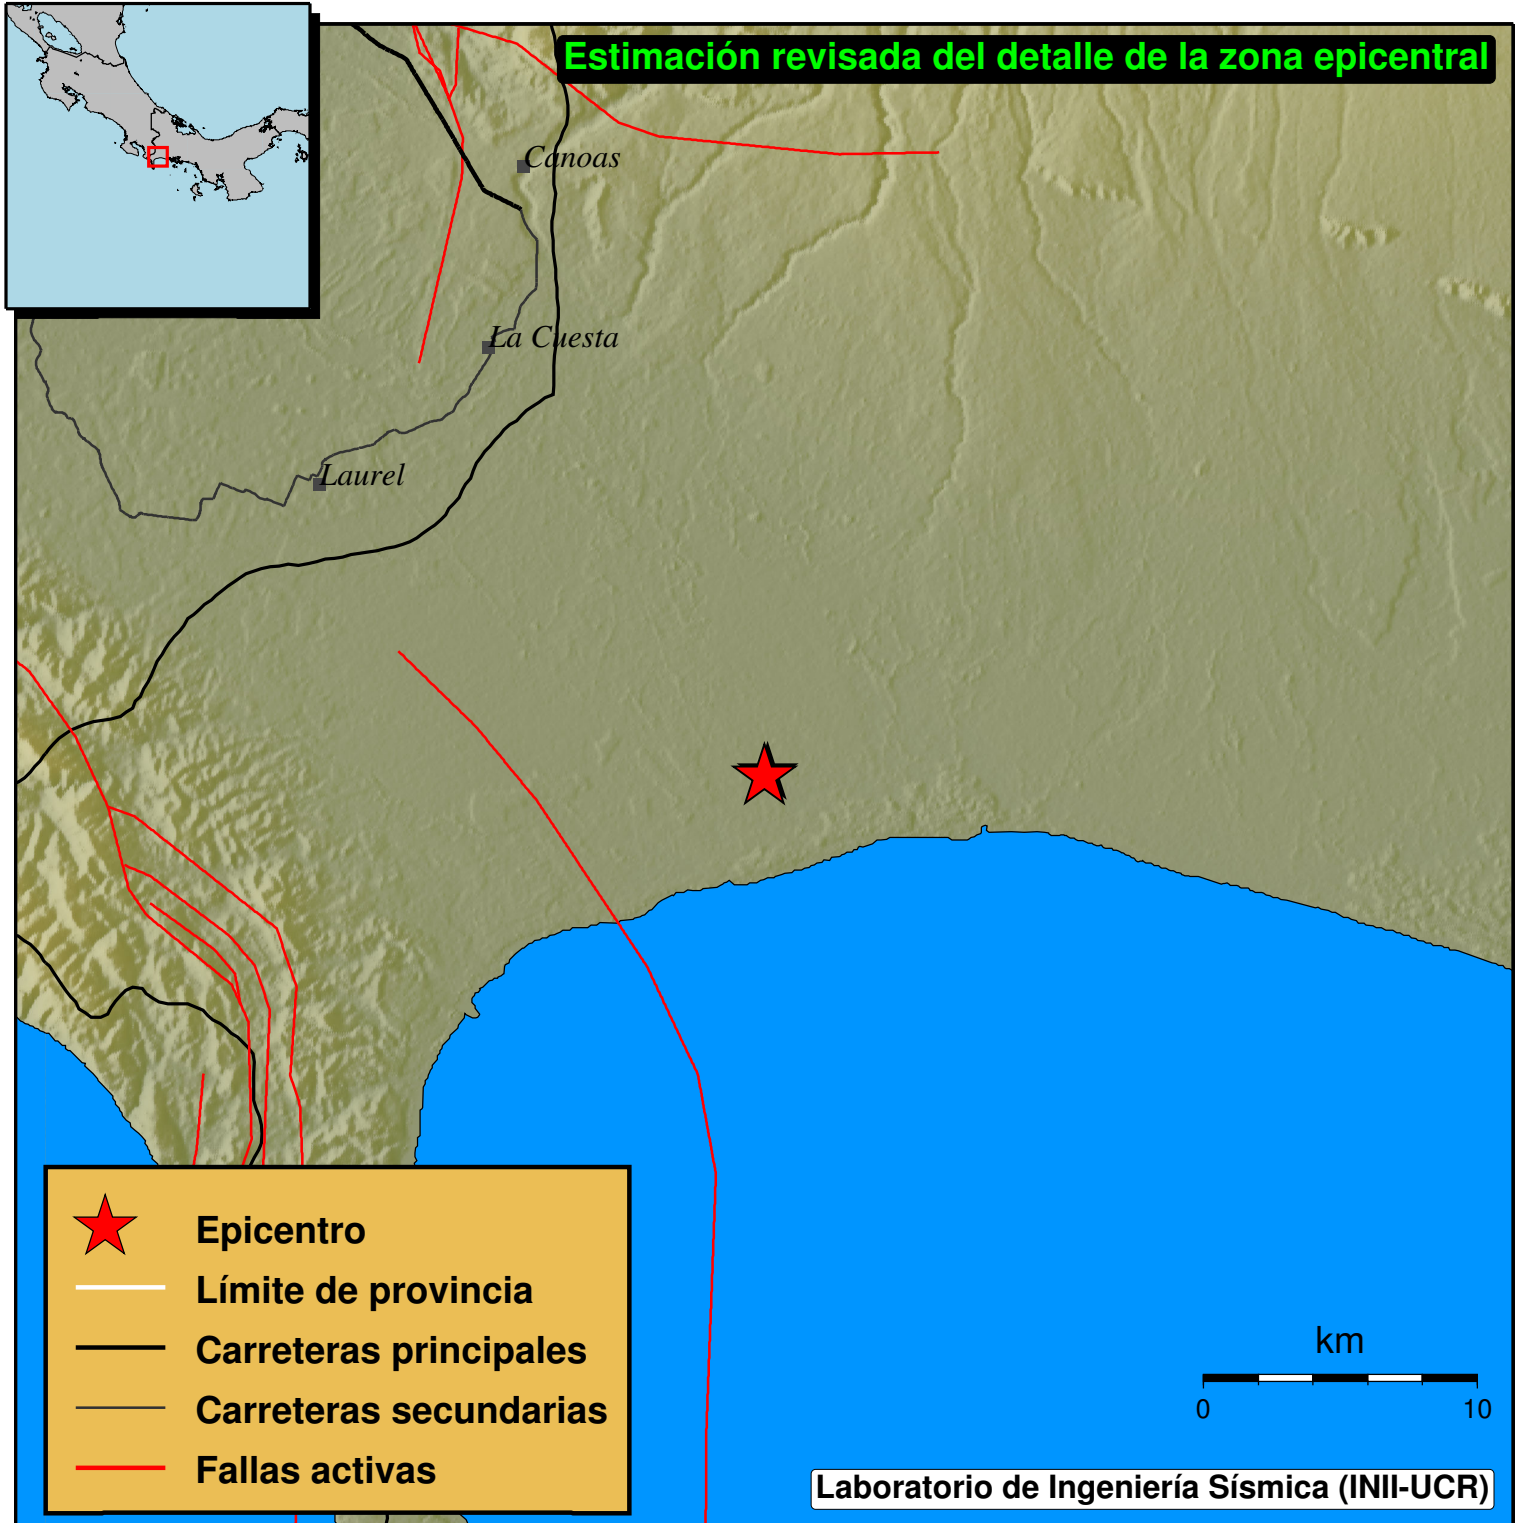 Estimación revisada del detalle de la zona epicentral
Canoas
La Cuesta
Laurel
Epicentro
Límite de provincia
Carreteras principales
Carreteras secundarias
Fallas activas
km
0 10
Laboratorio de Ingeniería Sísmica (INII-UCR)